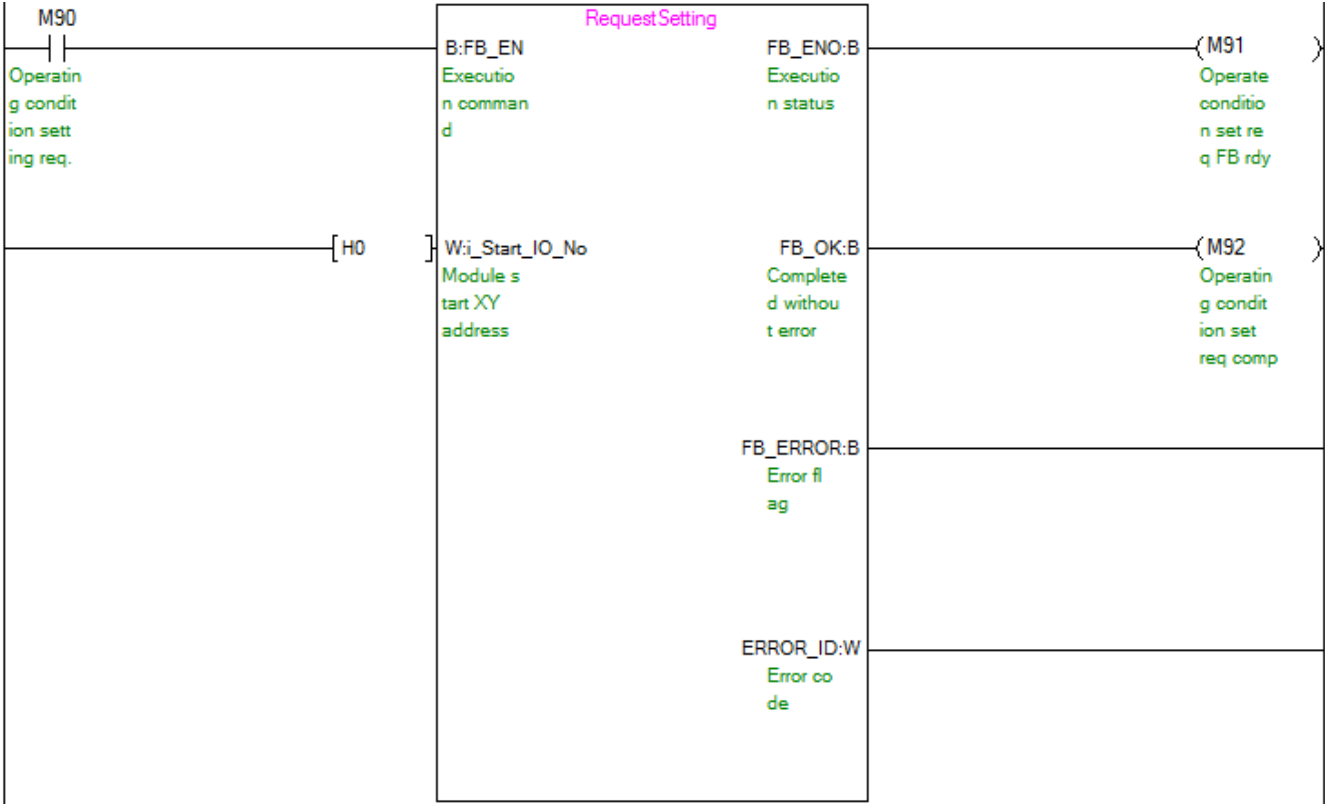 M90
RequestSetting
B:FB_EN
FB_ENO:B
M91
Operatin
g condit
ion sett
ing req.
Executio
n comman
d
Executio
n status
Operate
conditio
n set re
q FB rdy
H0
W:i_Start_IO_No
FB_OK:B
M92
Module s
tart XY
address
Complete
d withou
t error
Operatin
g condit
ion set
req comp
FB_ERROR:B
Error fl
ag
ERROR_ID:W
Error co
de